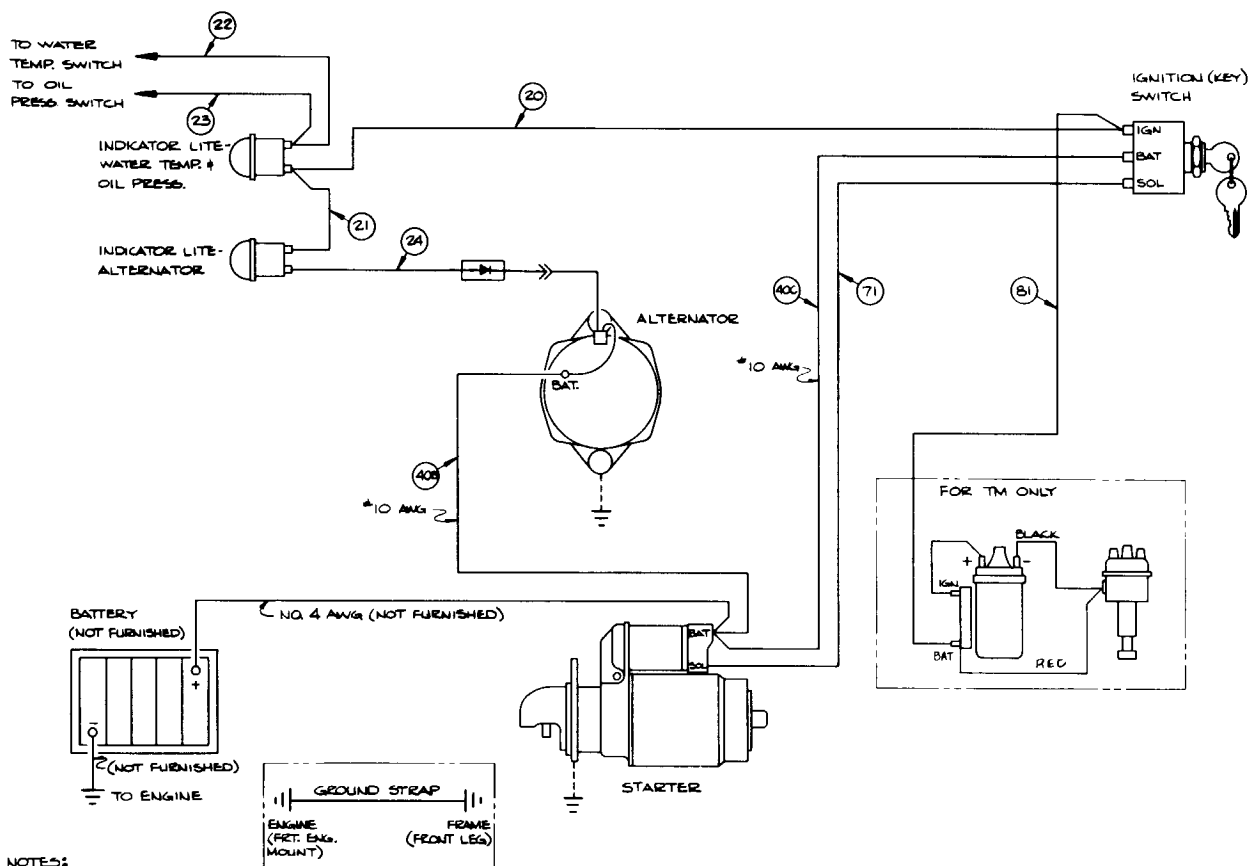 22
TO WATER
TEMP. SWITCH
TO OIL
PRESS. SWITCH
23
20
IGNITION (KEY)
SWITCH
IGN
BAT
SOL
INDICATOR LITE-
WATER TEMP. &
OIL PRESS.
21
INDICATOR LITE-
ALTERNATOR
24
ALTERNATOR
BAT.
40C
71
81
#10 AWG
40B
#10 AWG
FOR TM ONLY
BLACK
+
-
IGN
BAT
RED
BATTERY
(NOT FURNISHED)
NO. 4 AWG (NOT FURNISHED)
BAT
SOL
+
-
(NOT FURNISHED)
TO ENGINE
GROUND STRAP
ENGINE
(FRT. ENG.
MOUNT)
FRAME
(FRONT LEG)
STARTER
NOTES: